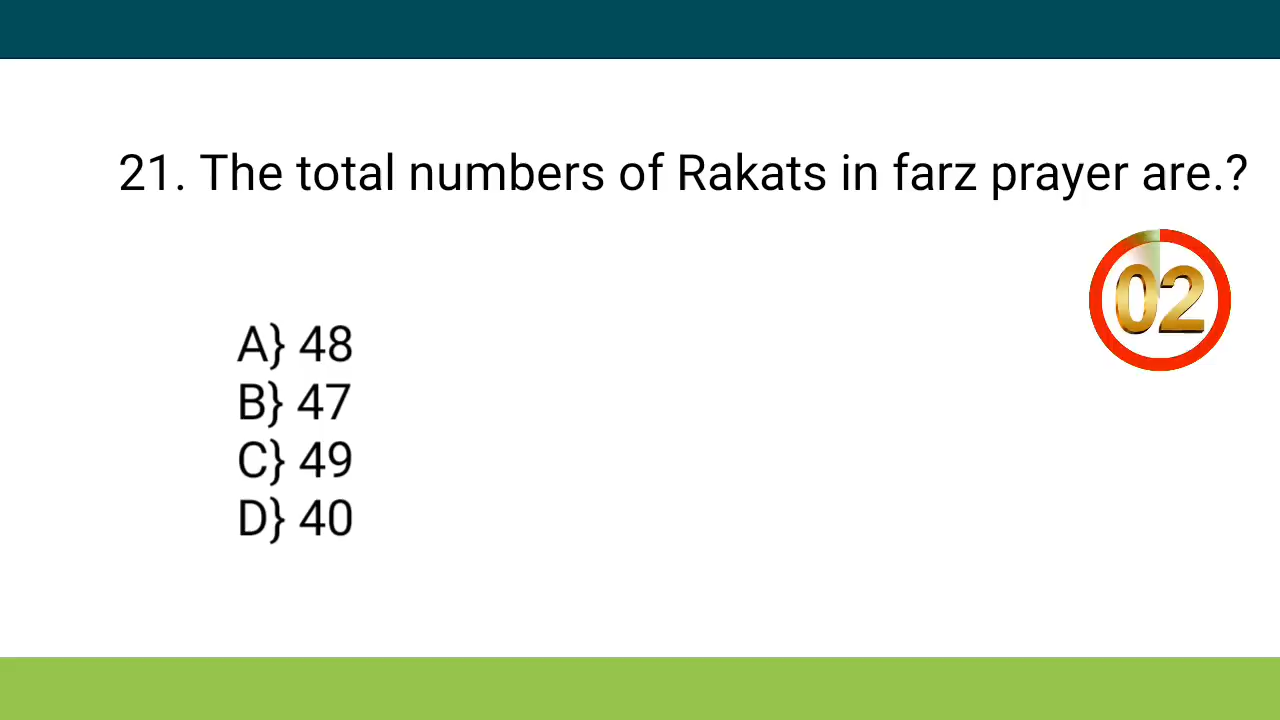 21. The total numbers of Rakats in farz prayer are.?
02
A} 48
B} 47
C} 49
D} 40